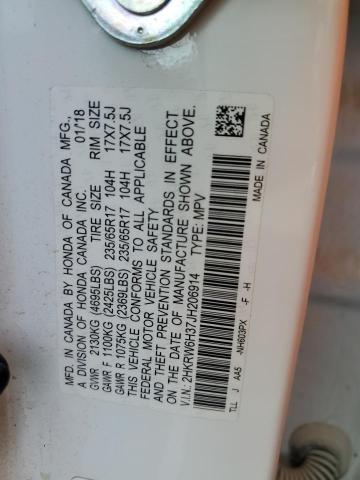 MFD. IN CANADA BY HONDA OF CANADA MFG.,
A DIVISION OF HONDA CANADA INC. 01/18
GVWR 2130KG (4695LBS) TIRE SIZE RIM SIZE
GAWR F 1100KG (2425LBS) 235/65R17 104H 17X7.5J
GAWR R 1075KG (2369LBS) 235/65R17 104H 17X7.5J
THIS VEHICLE CONFORMS TO ALL APPLICABLE
FEDERAL MOTOR VEHICLE SAFETY
AND THEFT PREVENTION STANDARDS IN EFFECT
ON THE DATE OF MANUFACTURE SHOWN ABOVE.
V.I.N: 2HKRW6H37JH206914 TYPE: MPV
TLL J AA5 -NH603PX -F -H MADE IN CANADA